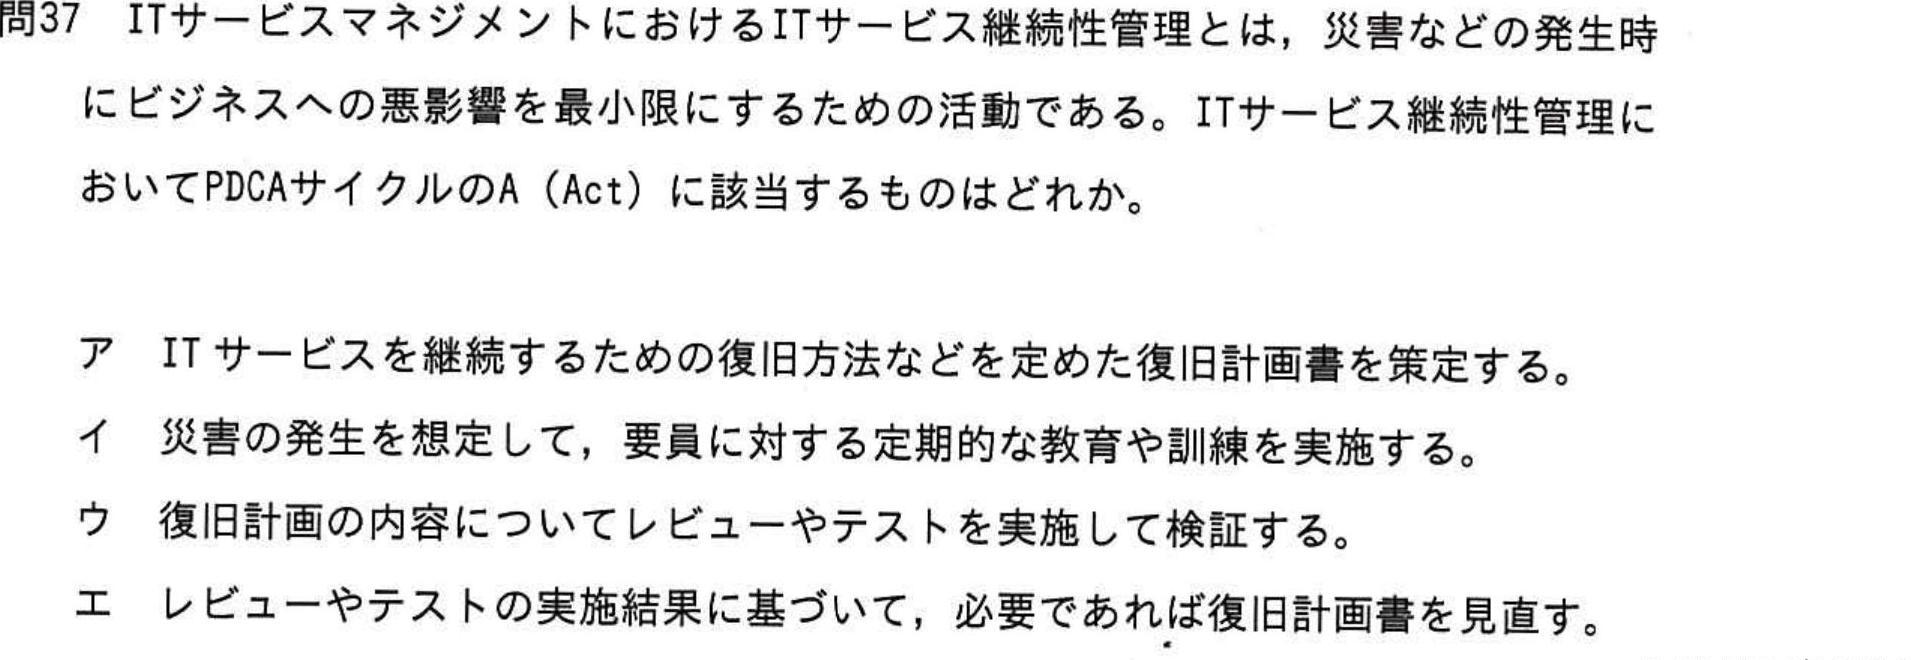 問37 ITサービスマネジメントにおけるITサービス継続性管理とは，災害などの発生時
にビジネスへの悪影響を最小限にするための活動である。ITサービス継続性管理に
おいてPDCAサイクルのA（Act）に該当するものはどれか。
ア ITサービスを継続するための復旧方法などを定めた復旧計画書を策定する。
イ 災害の発生を想定して，要員に対する定期的な教育や訓練を実施する。
ウ 復旧計画の内容についてレビューやテストを実施して検証する。
エ レビューやテストの実施結果に基づいて，必要であれば復旧計画書を見直す。